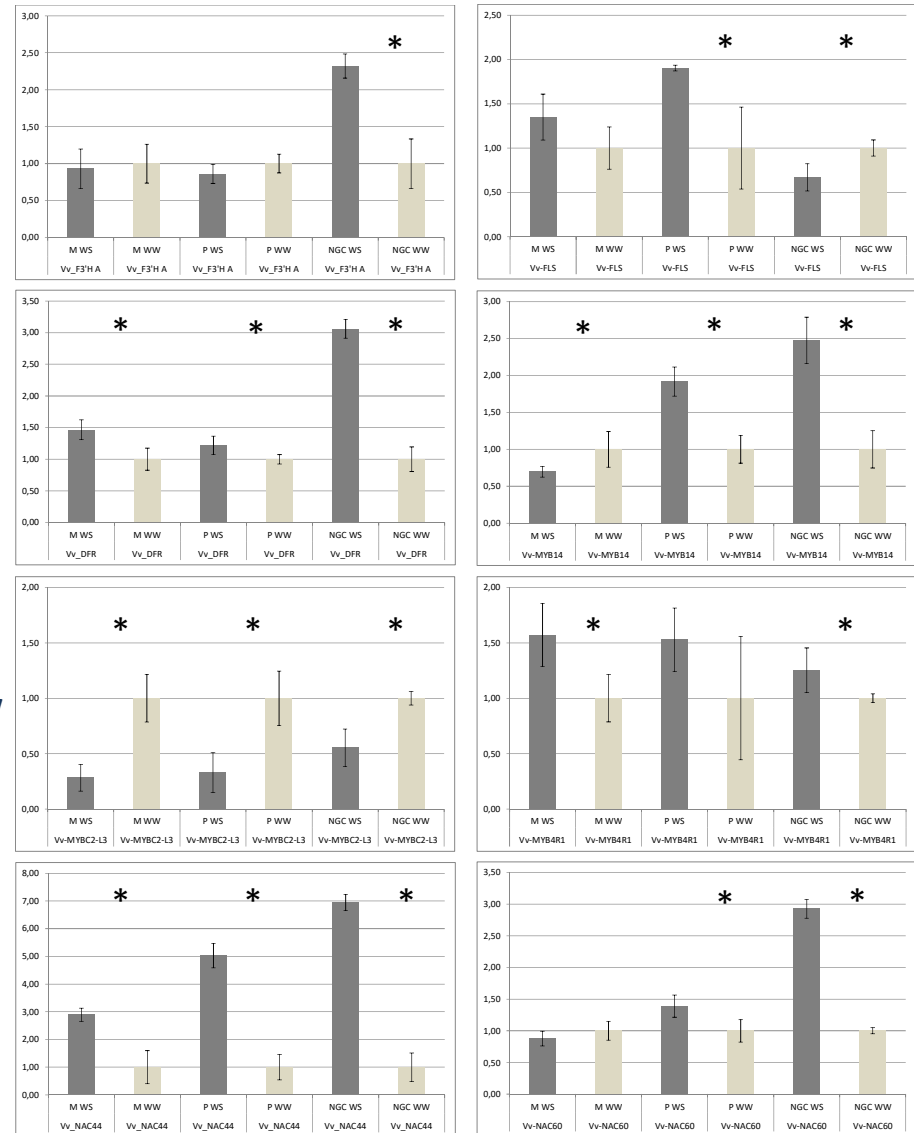 3,00
*
2,50
2,00
1,50
1,00
0,50
0,00
M WS M WW P WS P WW NGC WS NGC WW
Vv_F3'H A Vv_F3'H A Vv_F3'H A Vv_F3'H A Vv_F3'H A Vv_F3'H A
2,50
* *
2,00
1,50
1,00
0,50
0,00
M WS M WW P WS P WW NGC WS NGC WW
Vv-FLS Vv-FLS Vv-FLS Vv-FLS Vv-FLS Vv-FLS
3,50
* * *
3,00
2,50
2,00
1,50
1,00
0,50
0,00
M WS M WW P WS P WW NGC WS NGC WW
Vv_DFR Vv_DFR Vv_DFR Vv_DFR Vv_DFR Vv_DFR
3,00
* * *
2,50
2,00
1,50
1,00
0,50
0,00
M WS M WW P WS P WW NGC WS NGC WW
Vv-MYB14 Vv-MYB14 Vv-MYB14 Vv-MYB14 Vv-MYB14 Vv-MYB14
2,00
* * *
1,50
1,00
0,50
0,00
M WS M WW P WS P WW NGC WS NGC WW
Vv-MYBC2-L3 Vv-MYBC2-L3 Vv-MYBC2-L3 Vv-MYBC2-L3 Vv-MYBC2-L3 Vv-MYBC2-L3
2,00
* *
1,50
1,00
0,50
0,00
M WS M WW P WS P WW NGC WS NGC WW
Vv-MYB4R1 Vv-MYB4R1 Vv-MYB4R1 Vv-MYB4R1 Vv-MYB4R1 Vv-MYB4R1
8,00
* * *
7,00
6,00
5,00
4,00
3,00
2,00
1,00
0,00
M WS M WW P WS P WW NGC WS NGC WW
Vv_NAC44 Vv_NAC44 Vv_NAC44 Vv_NAC44 Vv_NAC44 Vv_NAC44
3,50
* *
3,00
2,50
2,00
1,50
1,00
0,50
0,00
M WS M WW P WS P WW NGC WS NGC WW
Vv-NAC60 Vv-NAC60 Vv-NAC60 Vv-NAC60 Vv-NAC60 Vv-NAC60